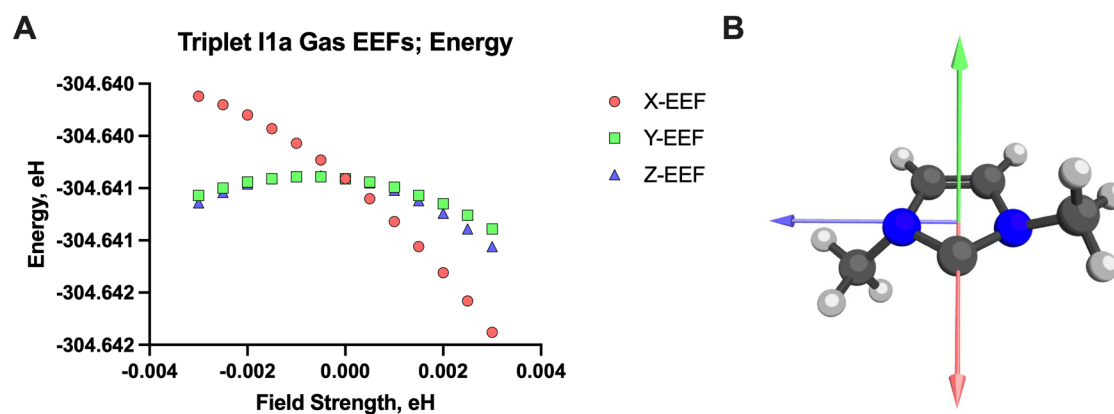 A
Triplet I1a Gas EEFs; Energy
-304.640
-304.640
-304.641
-304.641
-304.642
-304.642
Energy, eH
-0.004
-0.002
0.000
0.002
0.004
Field Strength, eH
X-EEF
Y-EEF
Z-EEF
B